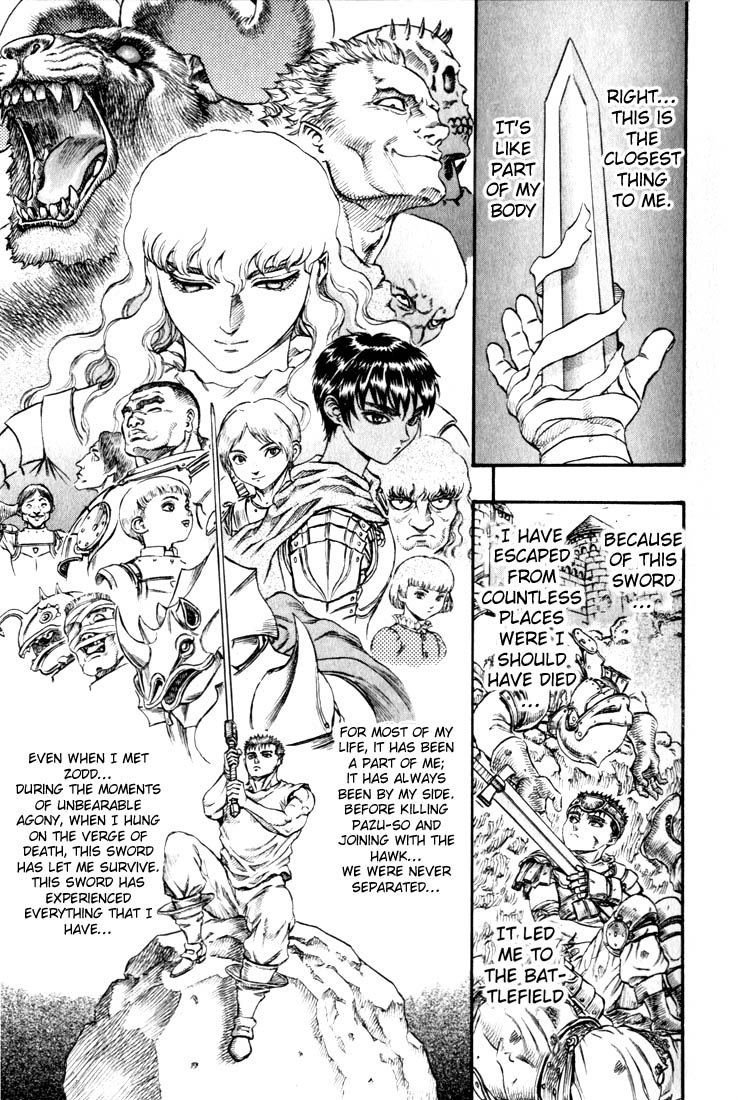 RIGHT...
THIS IS
THE
CLOSEST
THING
TO ME.
IT'S
LIKE
PART
OF MY
BODY
BECAUSE
OF THIS
SWORD
...
I HAVE
ESCAPED
FROM
COUNTLESS
PLACES
WERE I
SHOULD
HAVE DIED
...
IT LED
ME TO
THE BAT-
TLEFIELD
FOR MOST OF MY
LIFE, IT HAS BEEN
A PART OF ME;
IT HAS ALWAYS
BEEN BY MY SIDE.
BEFORE KILLING
PAZU-SO AND
JOINING WITH THE
HAWK...
WE WERE NEVER
SEPARATED...
EVEN WHEN I MET
ZODD...
DURING THE MOMENTS
OF UNBEARABLE
AGONY, WHEN I HUNG
ON THE VERGE OF
DEATH, THIS SWORD
HAS LET ME SURVIVE.
THIS SWORD HAS
EXPERIENCED
EVERYTHING THAT I
HAVE...